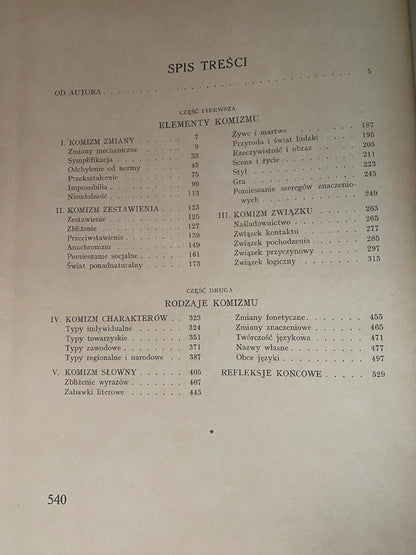 SPIS TREŚCI
OD AUTORA . . . . . . . . . . . . . . . . . . . . 5
CZĘŚĆ PIERWSZA
ELEMENTY KOMIZMU
I. KOMIZM ZMIANY . . . . . . 7
Zmiany mechaniczne . . . . . 9
Symplifikacja . . . . . . 33
Odchylenie od normy . . . . 45
Przekształcenie . . . . . . 75
Impossibilia . . . . . . . 99
Nieudolność . . . . . . . 113
II. KOMIZM ZESTAWIENIA . . . 123
Zestawienie . . . . . . . 125
Zbliżenie . . . . . . . . 127
Przeciwstawienie . . . . . 139
Anachronizm . . . . . . 149
Pomieszanie socjalne . . . . 161
Świat ponadnaturalny . . . . 173
Żywe i martwe . . . . . . 187
Przyroda i świat ludzki . . . 195
Rzeczywistość i obraz . . . 205
Scena i życie . . . . . . 211
Styl . . . . . . . . . 223
Gra . . . . . . . . . 245
Pomieszanie szeregów znaczenio-
wych . . . . . . . . . 249
III. KOMIZM ZWIĄZKU . . . . . 263
Naśladownictwo . . . . . . 265
Związek kontaktu . . . . . 277
Związek pochodzenia . . . . 285
Związek przyczynowy . . . . 297
Związek logiczny . . . . . 313
CZĘŚĆ DRUGA
RODZAJE KOMIZMU
IV. KOMIZM CHARAKTERÓW . . 323
Typy indywidualne . . . . . 324
Typy towarzyskie . . . . . 351
Typy zawodowe . . . . . . 371
Typy regionalne i narodowe . . 387
V. KOMIZM SŁOWNY . . . . . 405
Zbliżenie wyrazów . . . . . 407
Zabawki literowe . . . . . 443
Zmiany fonetyczne . . . . . 455
Zmiany znaczeniowe . . . . 465
Twórczość językowa . . . . 471
Nazwy własne . . . . . . 477
Obce języki . . . . . . . 497
REFLEKSJE KOŃCOWE . . . . 529
540